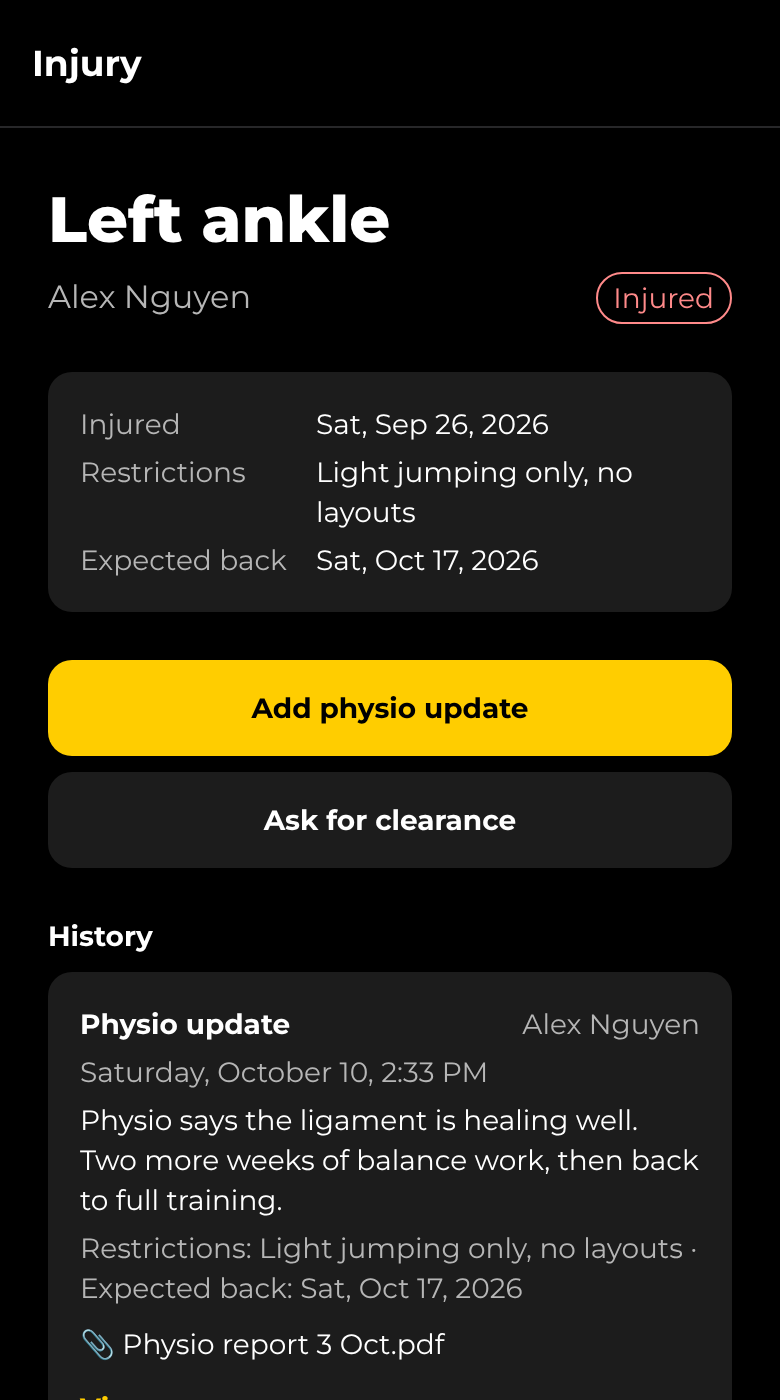 Injury
Left ankle
Alex Nguyen
Injured
Injured Sat, Sep 26, 2026
Restrictions Light jumping only, no
layouts
Expected back Sat, Oct 17, 2026
Add physio update
Ask for clearance
History
Physio update Alex Nguyen
Saturday, October 10, 2:33 PM
Physio says the ligament is healing well.
Two more weeks of balance work, then back
to full training.
Restrictions: Light jumping only, no layouts ·
Expected back: Sat, Oct 17, 2026
📎 Physio report 3 Oct.pdf